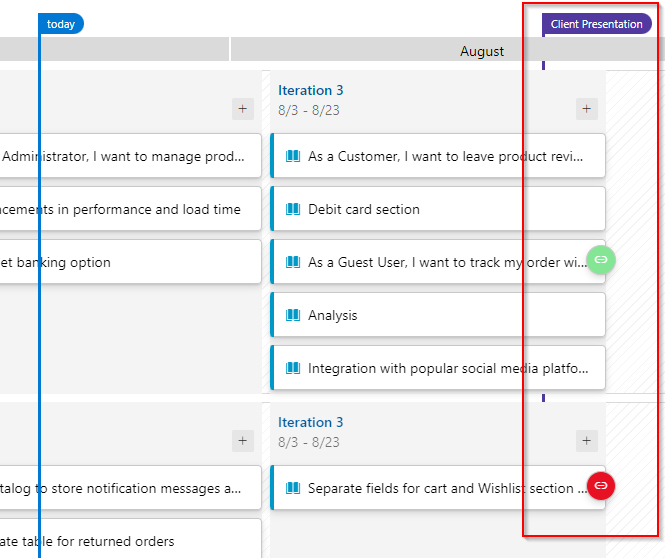 today
Client Presentation
August
Iteration 3
8/3 - 8/23
+
+
Administrator, I want to manage prod...
As a Customer, I want to leave product revi...
ncements in performance and load time
Debit card section
et banking option
As a Guest User, I want to track my order wi...
Analysis
Integration with popular social media platfo...
Iteration 3
8/3 - 8/23
+
+
talog to store notification messages a...
Separate fields for cart and Wishlist section ...
ate table for returned orders